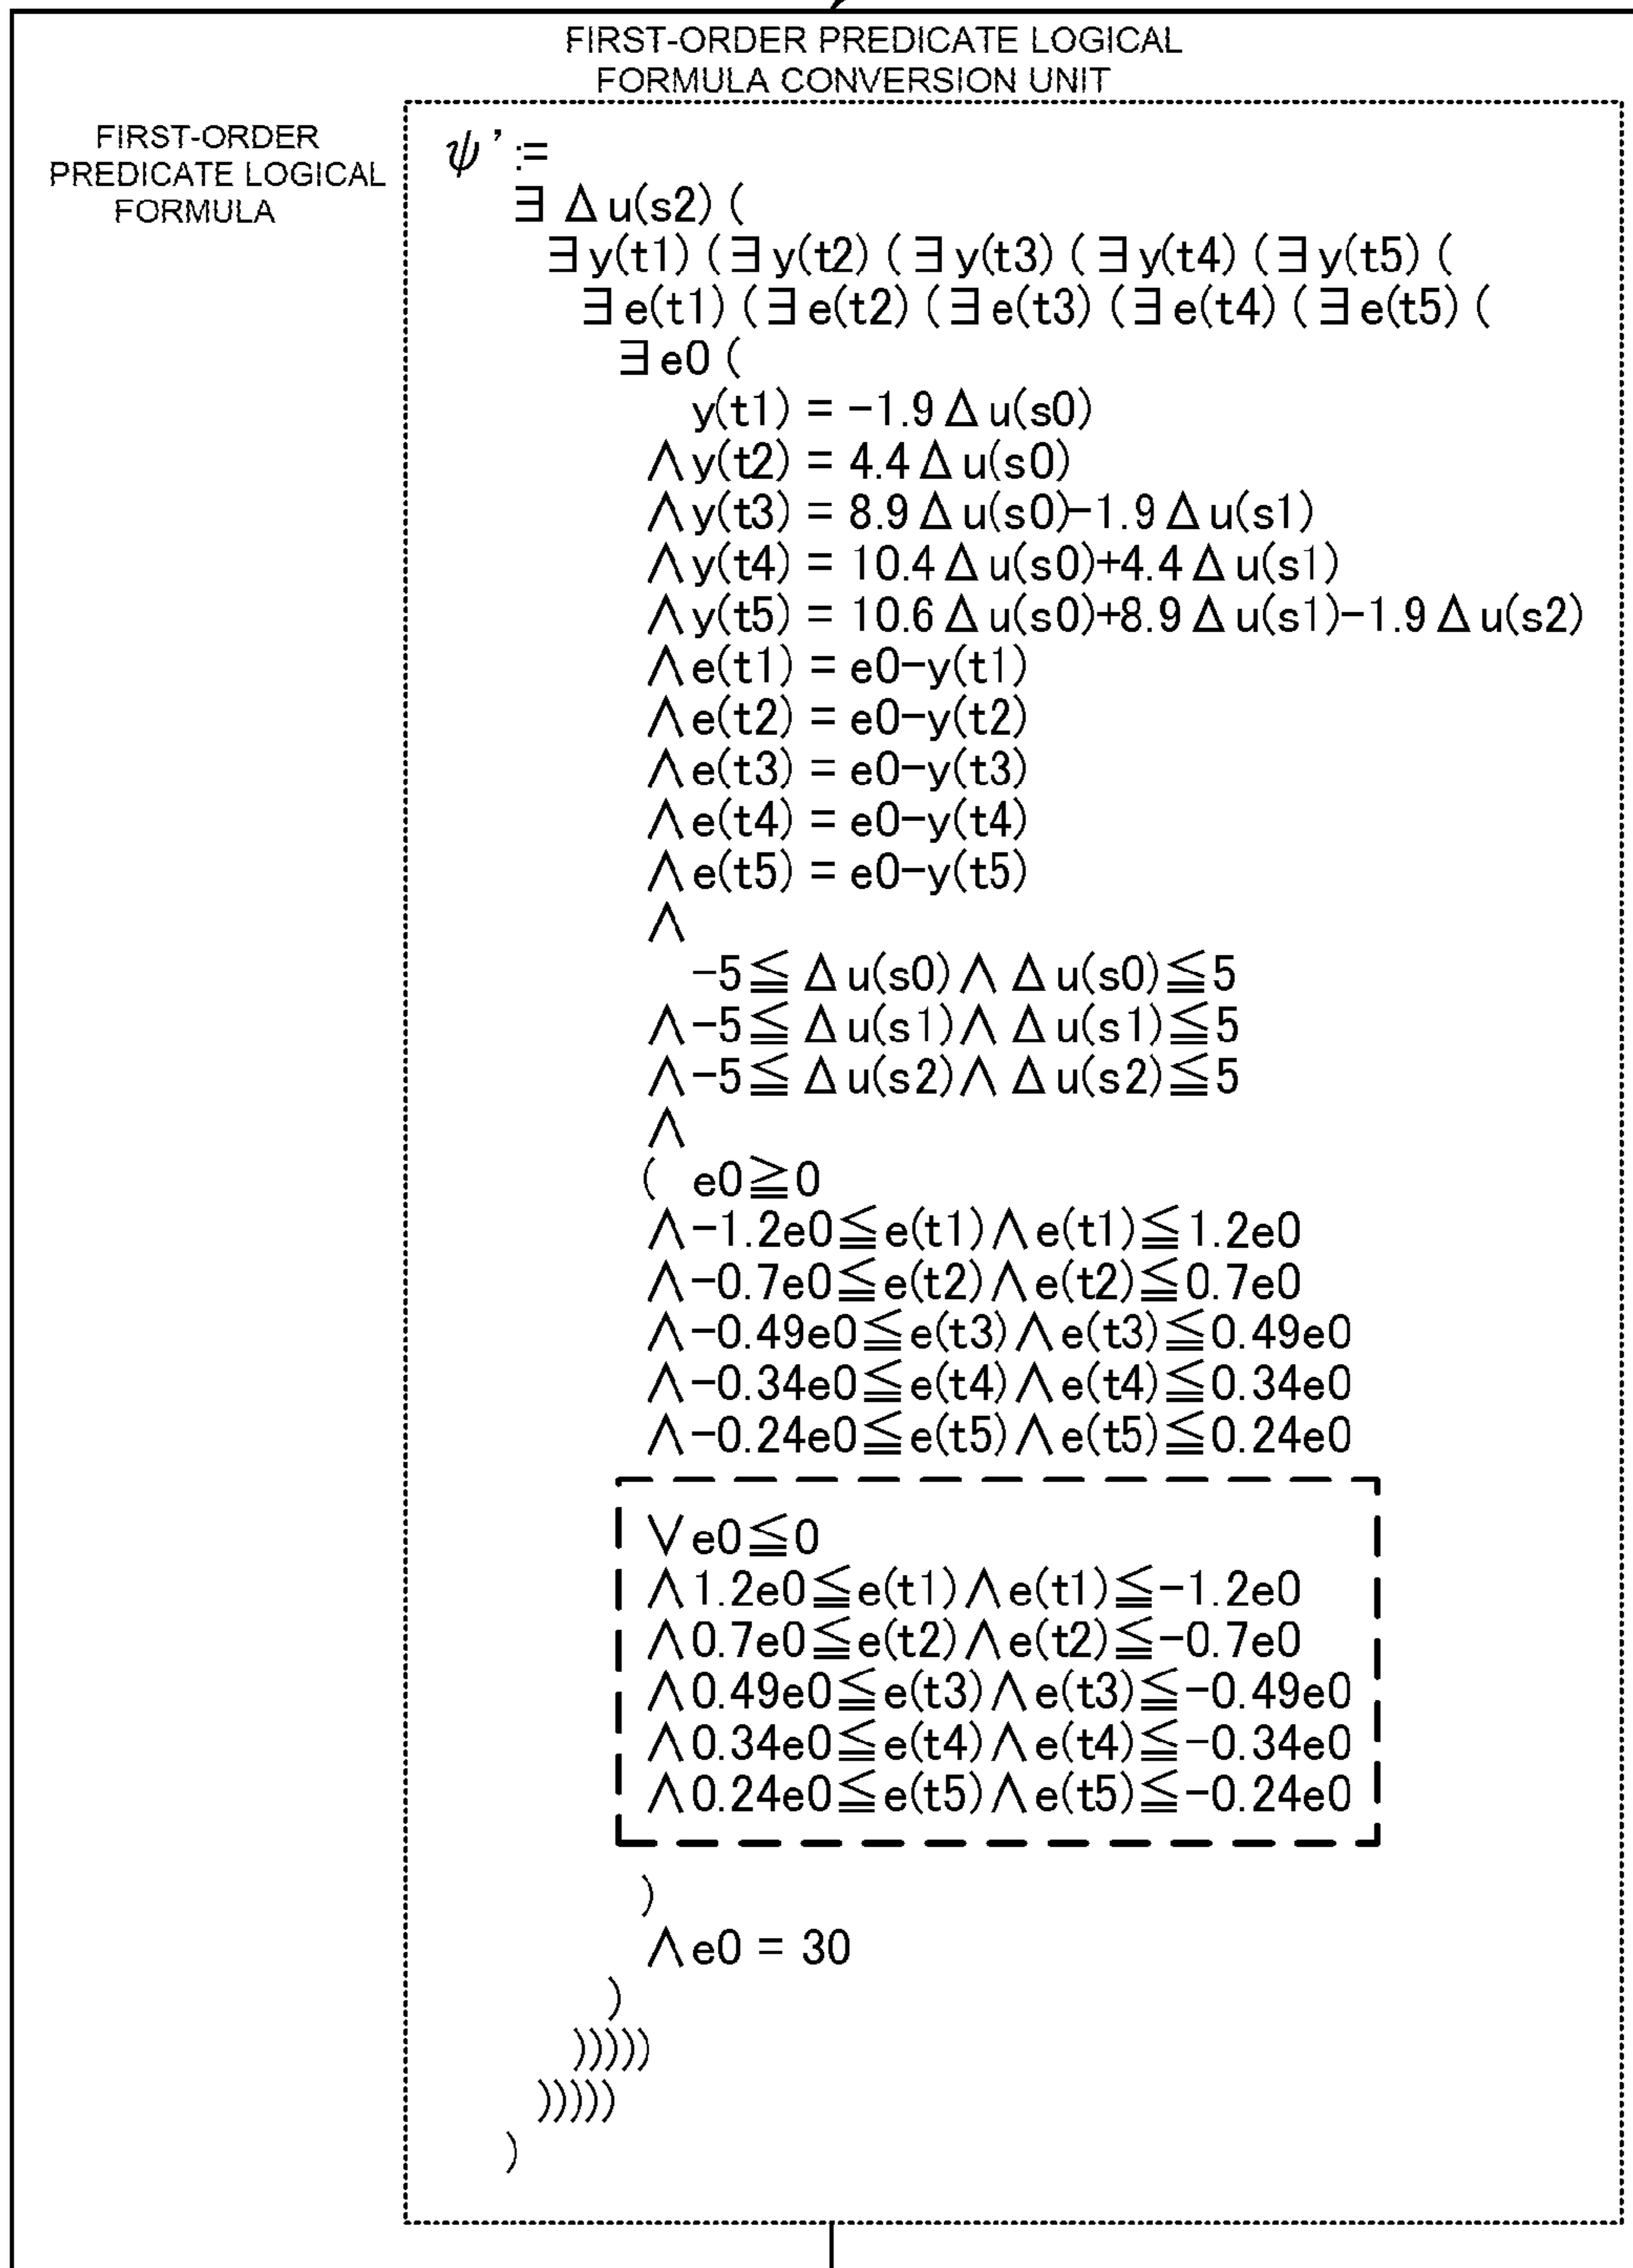 FIRST-ORDER PREDICATE LOGICAL
FORMULA CONVERSION UNIT
FIRST-ORDER
PREDICATE LOGICAL
FORMULA
ψ’:=
∃Δu(s2)(
∃y(t1)(∃y(t2)(∃y(t3)(∃y(t4)(∃y(t5)(
∃e(t1)(∃e(t2)(∃e(t3)(∃e(t4)(∃e(t5)(
∃e0(
y(t1) = -1.9Δu(s0)
∧y(t2) = 4.4Δu(s0)
∧y(t3) = 8.9Δu(s0)-1.9Δu(s1)
∧y(t4) = 10.4Δu(s0)+4.4Δu(s1)
∧y(t5) = 10.6Δu(s0)+8.9Δu(s1)-1.9Δu(s2)
∧e(t1) = e0-y(t1)
∧e(t2) = e0-y(t2)
∧e(t3) = e0-y(t3)
∧e(t4) = e0-y(t4)
∧e(t5) = e0-y(t5)
∧
-5≦Δu(s0)∧Δu(s0)≦5
∧-5≦Δu(s1)∧Δu(s1)≦5
∧-5≦Δu(s2)∧Δu(s2)≦5
∧
( e0≧0
∧-1.2e0≦e(t1)∧e(t1)≦1.2e0
∧-0.7e0≦e(t2)∧e(t2)≦0.7e0
∧-0.49e0≦e(t3)∧e(t3)≦0.49e0
∧-0.34e0≦e(t4)∧e(t4)≦0.34e0
∧-0.24e0≦e(t5)∧e(t5)≦0.24e0
∨e0≦0
∧1.2e0≦e(t1)∧e(t1)≦-1.2e0
∧0.7e0≦e(t2)∧e(t2)≦-0.7e0
∧0.49e0≦e(t3)∧e(t3)≦-0.49e0
∧0.34e0≦e(t4)∧e(t4)≦-0.34e0
∧0.24e0≦e(t5)∧e(t5)≦-0.24e0
)
∧e0 = 30
)
)))))
)))))
)